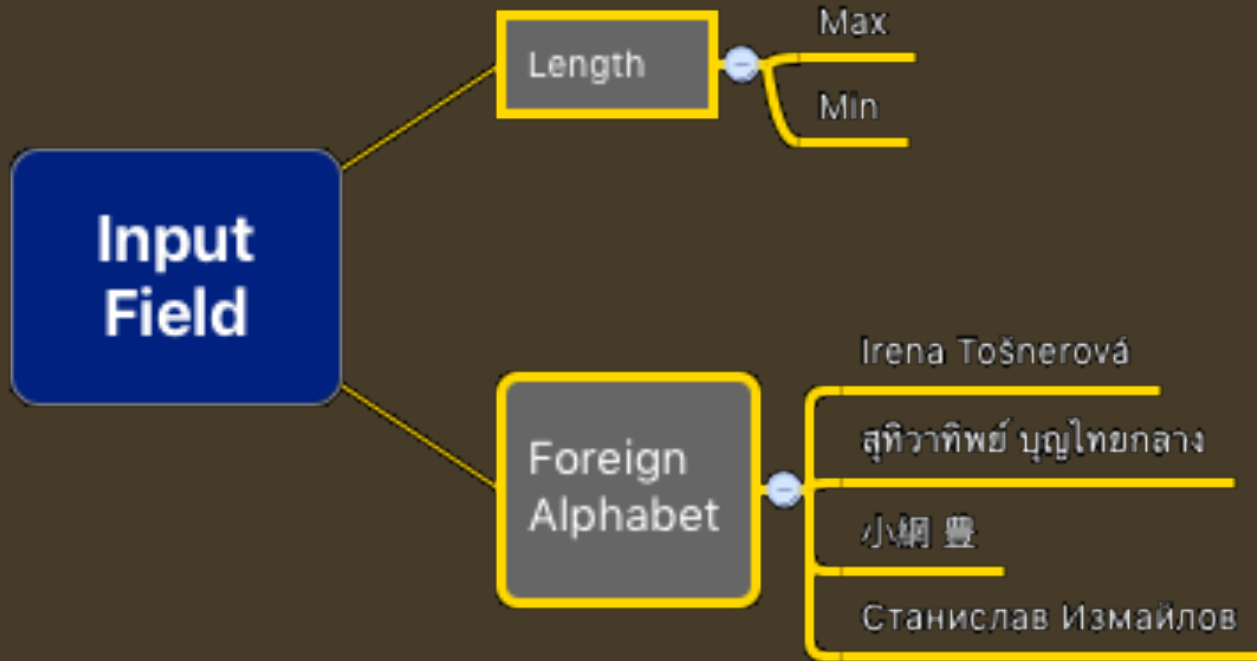 Max
Length
Min
Input
Field
Irena Tošnerová
สุทิวาทิพย์ บุญไทยกลาง
Foreign
Alphabet
小綱 豊
Станислав Измайлов